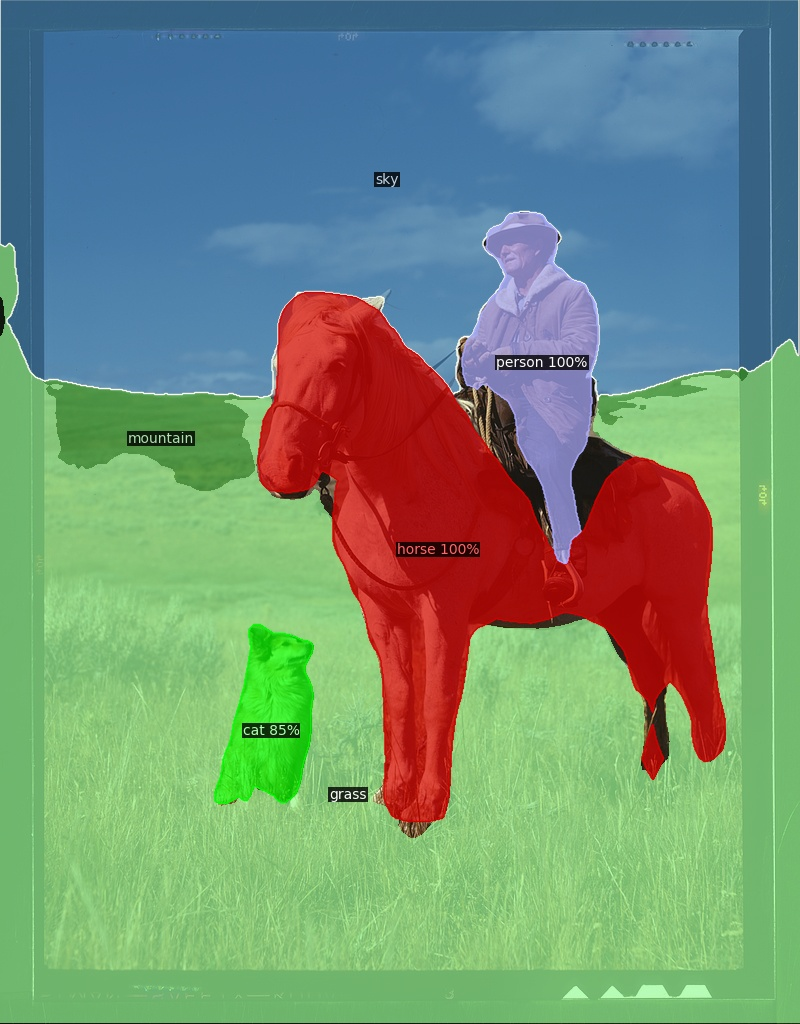 sky
person 100%
mountain
horse 100%
cat 85%
grass